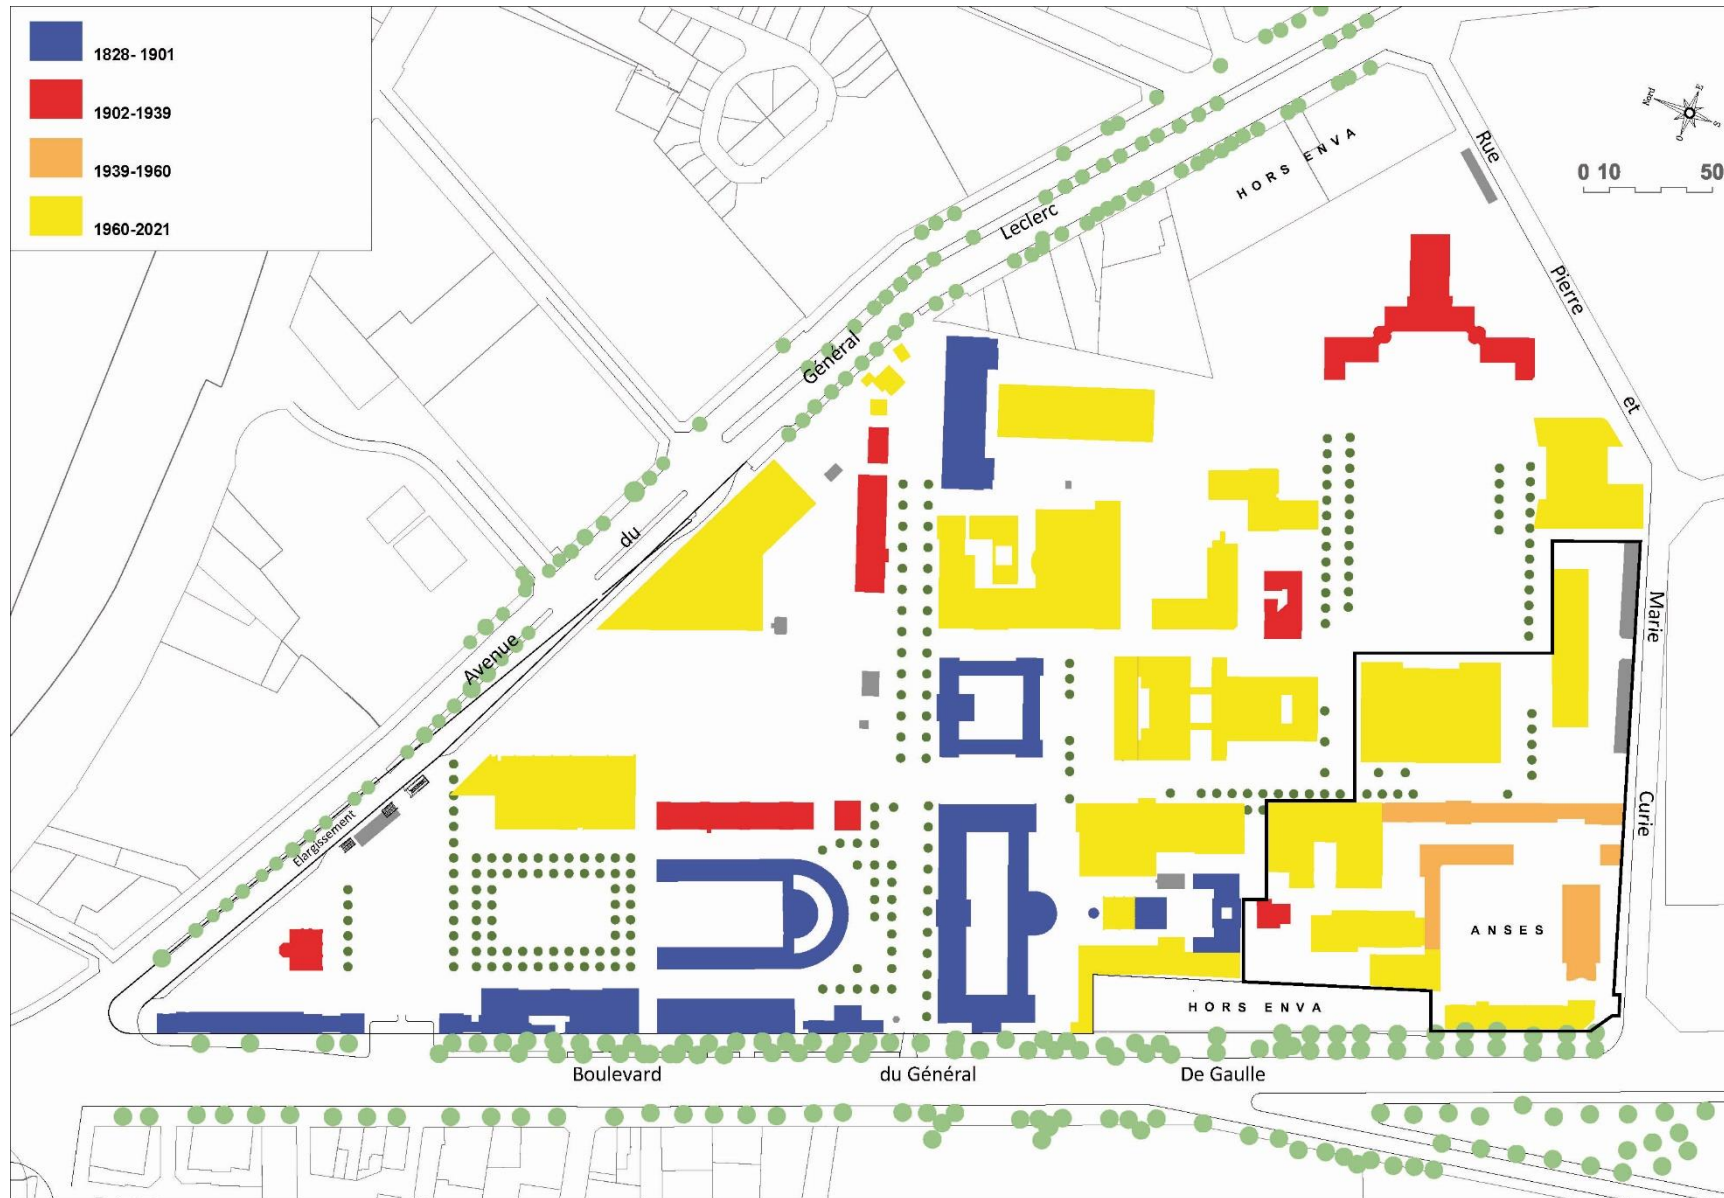 1828- 1901
1902-1939
1939-1960
1960-2021
Nord
E
S
O
0 10 50
HORS ENVA
Rue Pierre et Marie Curie
Avenue du Général Leclerc
Elargissement
ANSES
HORS ENVA
Boulevard du Général De Gaulle